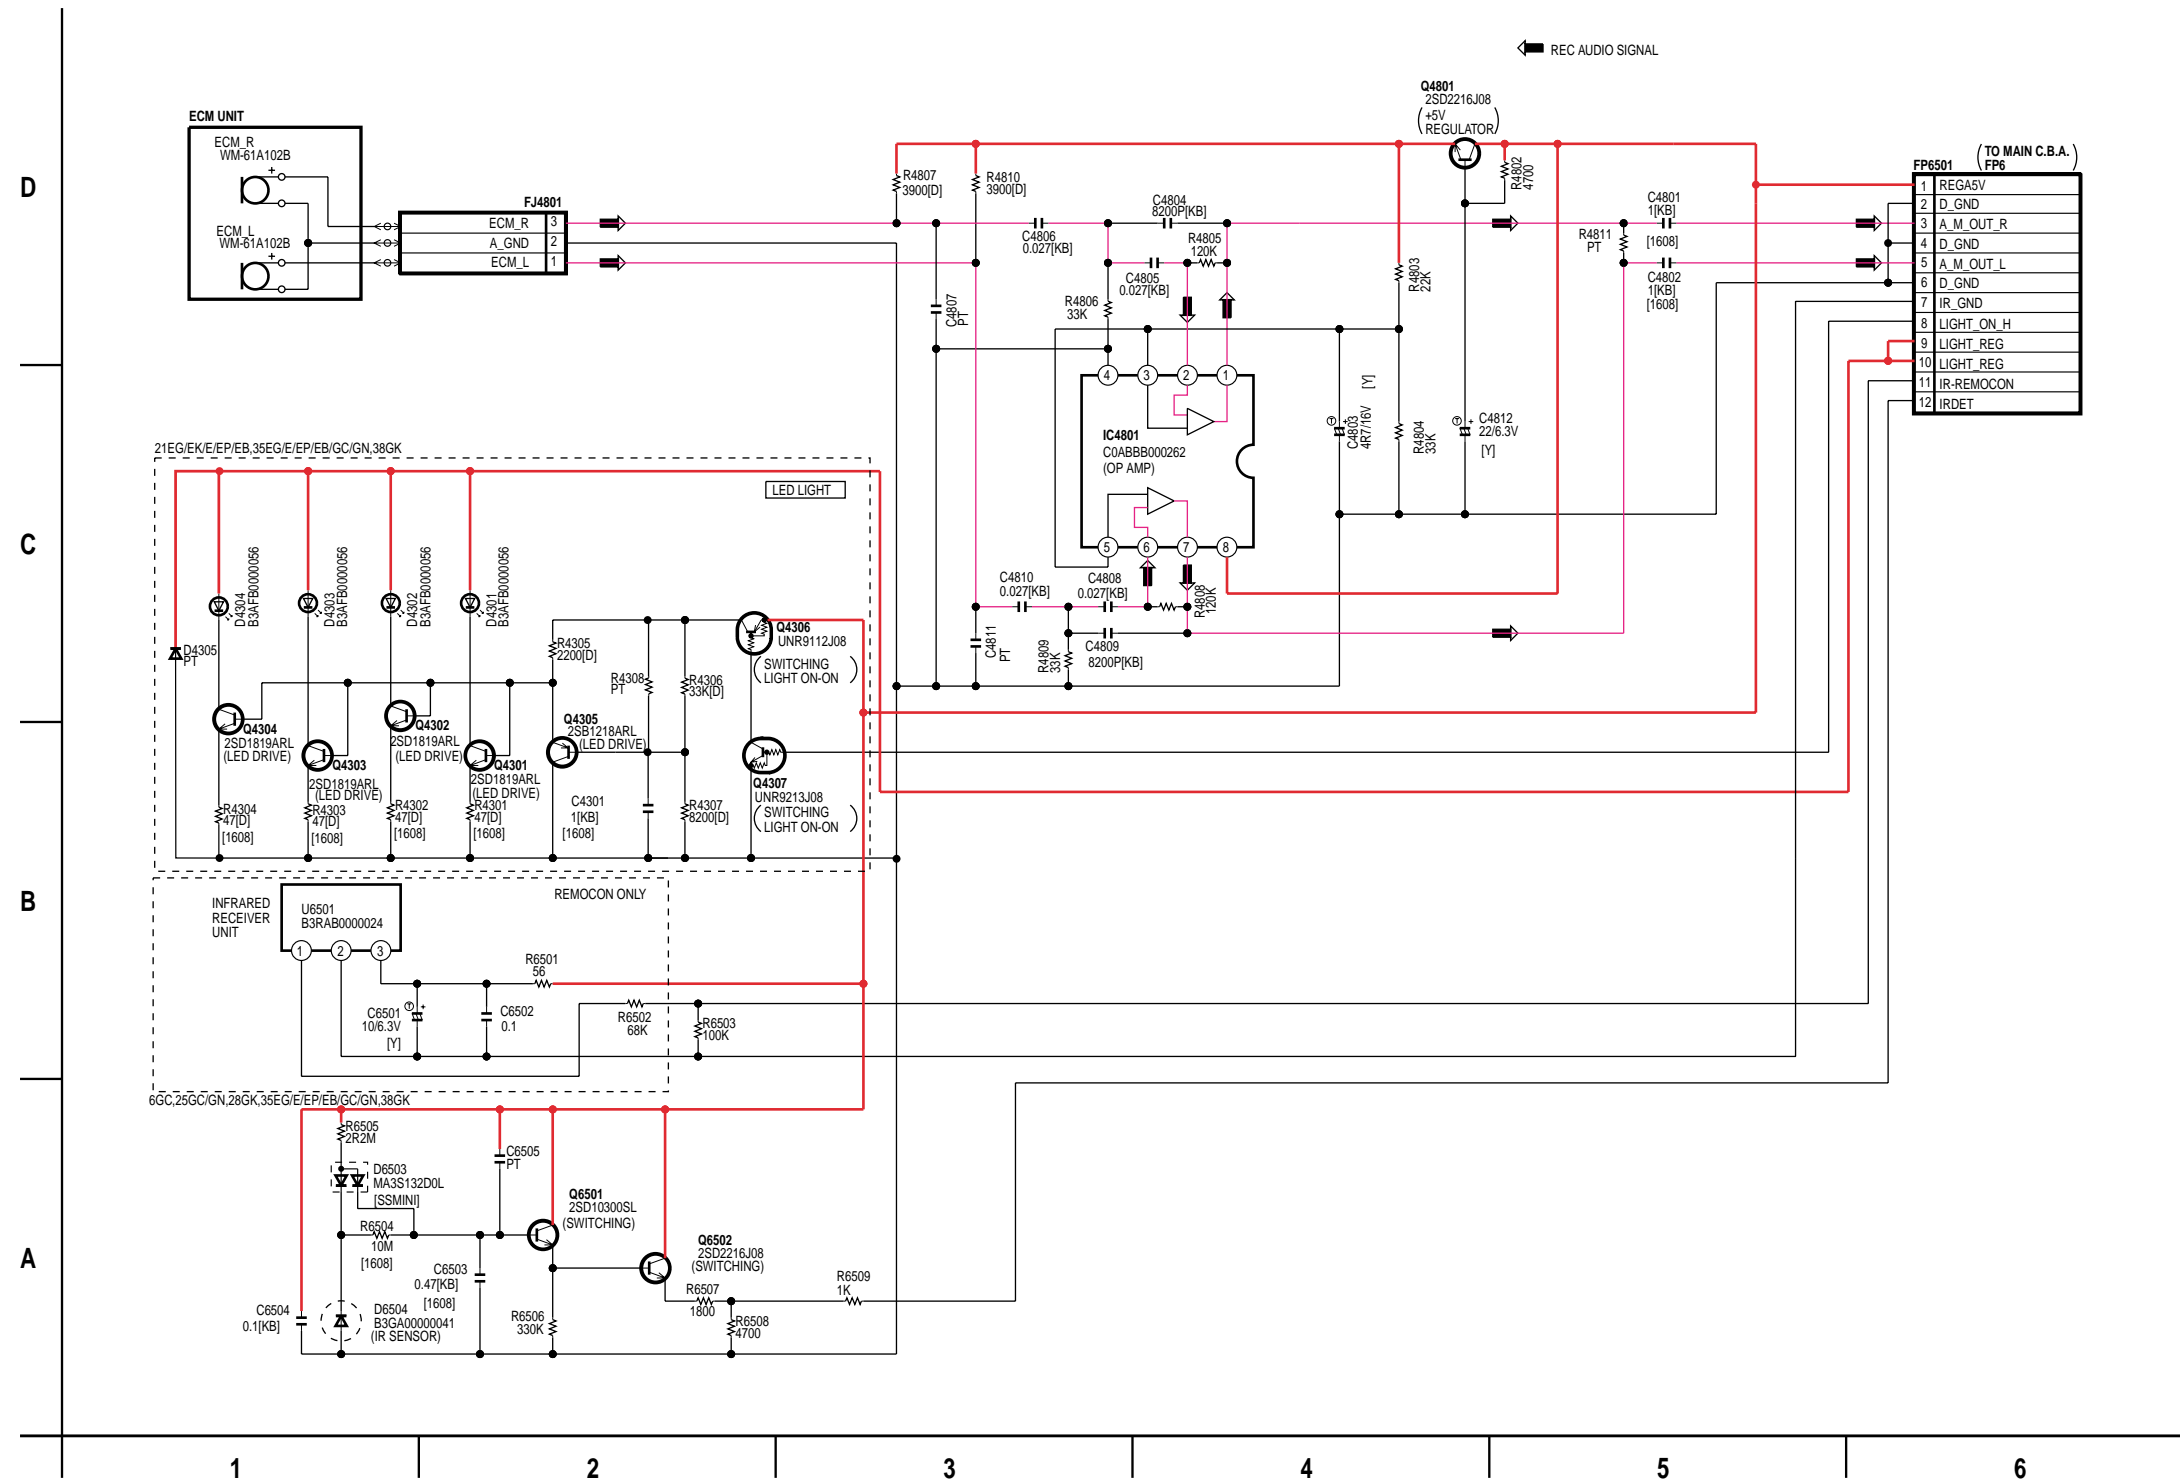 REC AUDIO SIGNAL
Q4801
2SD2216J08
+5V
REGULATOR
ECM UNIT
ECM_R
WM-61A102B
+
ECM_L
WM-61A102B
+
FJ4801
ECM_R 3
A_GND 2
ECM_L 1
R4807
3900[D]
R4810
3900[D]
C4804
8200P[KB]
C4806
0.027[KB]
R4805
120K
C4805
0.027[KB]
R4806
33K
C4807
PT
R4802
4700
R4803
22K
C4801
1[KB]
[1608]
R4811
PT
C4802
1[KB]
[1608]
TO MAIN C.B.A.
FP6501 FP6
1 REGA5V
2 D_GND
3 A_M_OUT_R
4 D_GND
5 A_M_OUT_L
6 D_GND
7 IR_GND
8 LIGHT_ON_H
9 LIGHT_REG
10 LIGHT_REG
11 IR-REMOCON
12 IRDET
4 3 2 1
IC4801
C0ABBB000262
(OP AMP)
5 6 7 8
T +
C4803
4R7/16V
[Y]
R4804
33K
T +
C4812
22/6.3V
[Y]
C4810
0.027[KB]
C4808
0.027[KB]
R4808
120K
C4811
PT
R4809
33K
C4809
8200P[KB]
21EG/EK/E/EP/EB,35EG/E/EP/EB/GC/GN,38GK
LED LIGHT
D4304
B3AFB0000056
D4303
B3AFB0000056
D4302
B3AFB0000056
D4301
B3AFB0000056
D4305
PT
R4305
2200[D]
R4308
PT
R4306
33K[D]
Q4306
UNR9112J08
SWITCHING
LIGHT ON-ON
Q4304
2SD1819ARL
(LED DRIVE)
Q4303
2SD1819ARL
(LED DRIVE)
Q4302
2SD1819ARL
(LED DRIVE)
Q4301
2SD1819ARL
(LED DRIVE)
Q4305
2SB1218ARL
(LED DRIVE)
Q4307
UNR9213J08
SWITCHING
LIGHT ON-ON
R4304
47[D]
[1608]
R4303
47[D]
[1608]
R4302
47[D]
[1608]
R4301
47[D]
[1608]
C4301
1[KB]
[1608]
R4307
8200[D]
REMOCON ONLY
INFRARED
RECEIVER
UNIT
U6501
B3RAB0000024
1 2 3
R6501
56
T +
C6501
10/6.3V
[Y]
C6502
0.1
R6502
68K
R6503
100K
6GC,25GC/GN,28GK,35EG/E/EP/EB/GC/GN,38GK
R6505
2R2M
D6503
MA3S132D0L
[SSMINI]
C6505
PT
R6504
10M
[1608]
Q6501
2SD10300SL
(SWITCHING)
Q6502
2SD2216J08
(SWITCHING)
C6503
0.47[KB]
[1608]
C6504
0.1[KB]
D6504
B3GA00000041
(IR SENSOR)
R6506
330K
R6507
1800
R6508
4700
R6509
1K
D
C
B
A
1 2 3 4 5 6